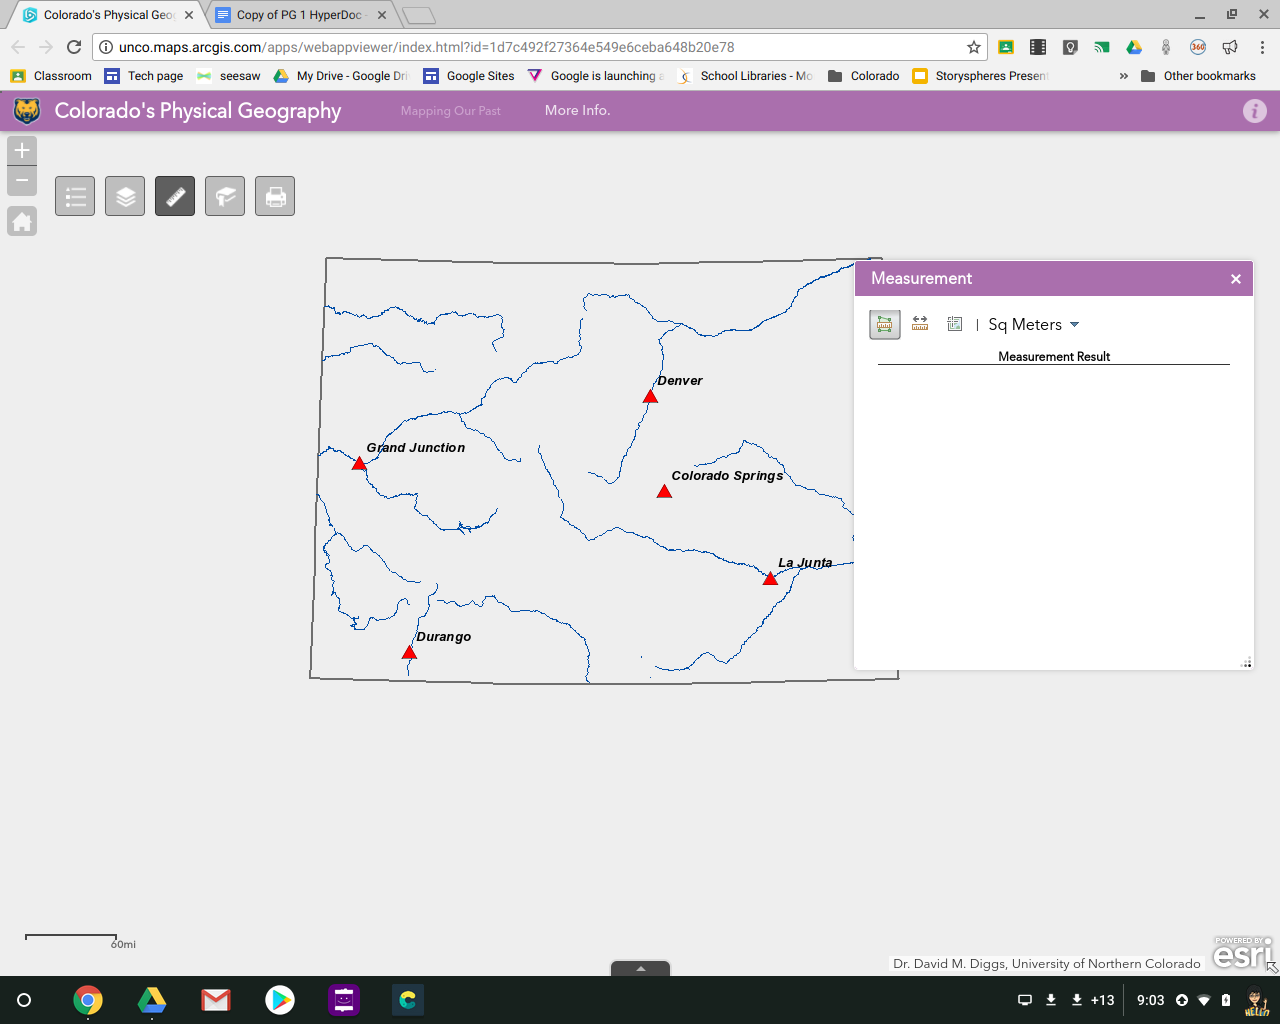 Colorado's Physical Geo
Copy of PG 1 HyperDoc
unco.maps.arcgis.com/apps/webappviewer/index.html?id=1d7c492f27364e549e6ceba648b20e78
360
Classroom
Tech page
seesaw
My Drive - Google Dri
Google Sites
Google is launching a
School Libraries - Mo
Colorado
Storyspheres Present
»
Other bookmarks
Colorado's Physical Geography
Mapping Our Past
More Info.
Measurement
| Sq Meters
Measurement Result
Denver
Grand Junction
Colorado Springs
La Junta
Durango
60mi
POWERED BY
esri
Dr. David M. Diggs, University of Northern Colorado
+13
9:03
HELLO